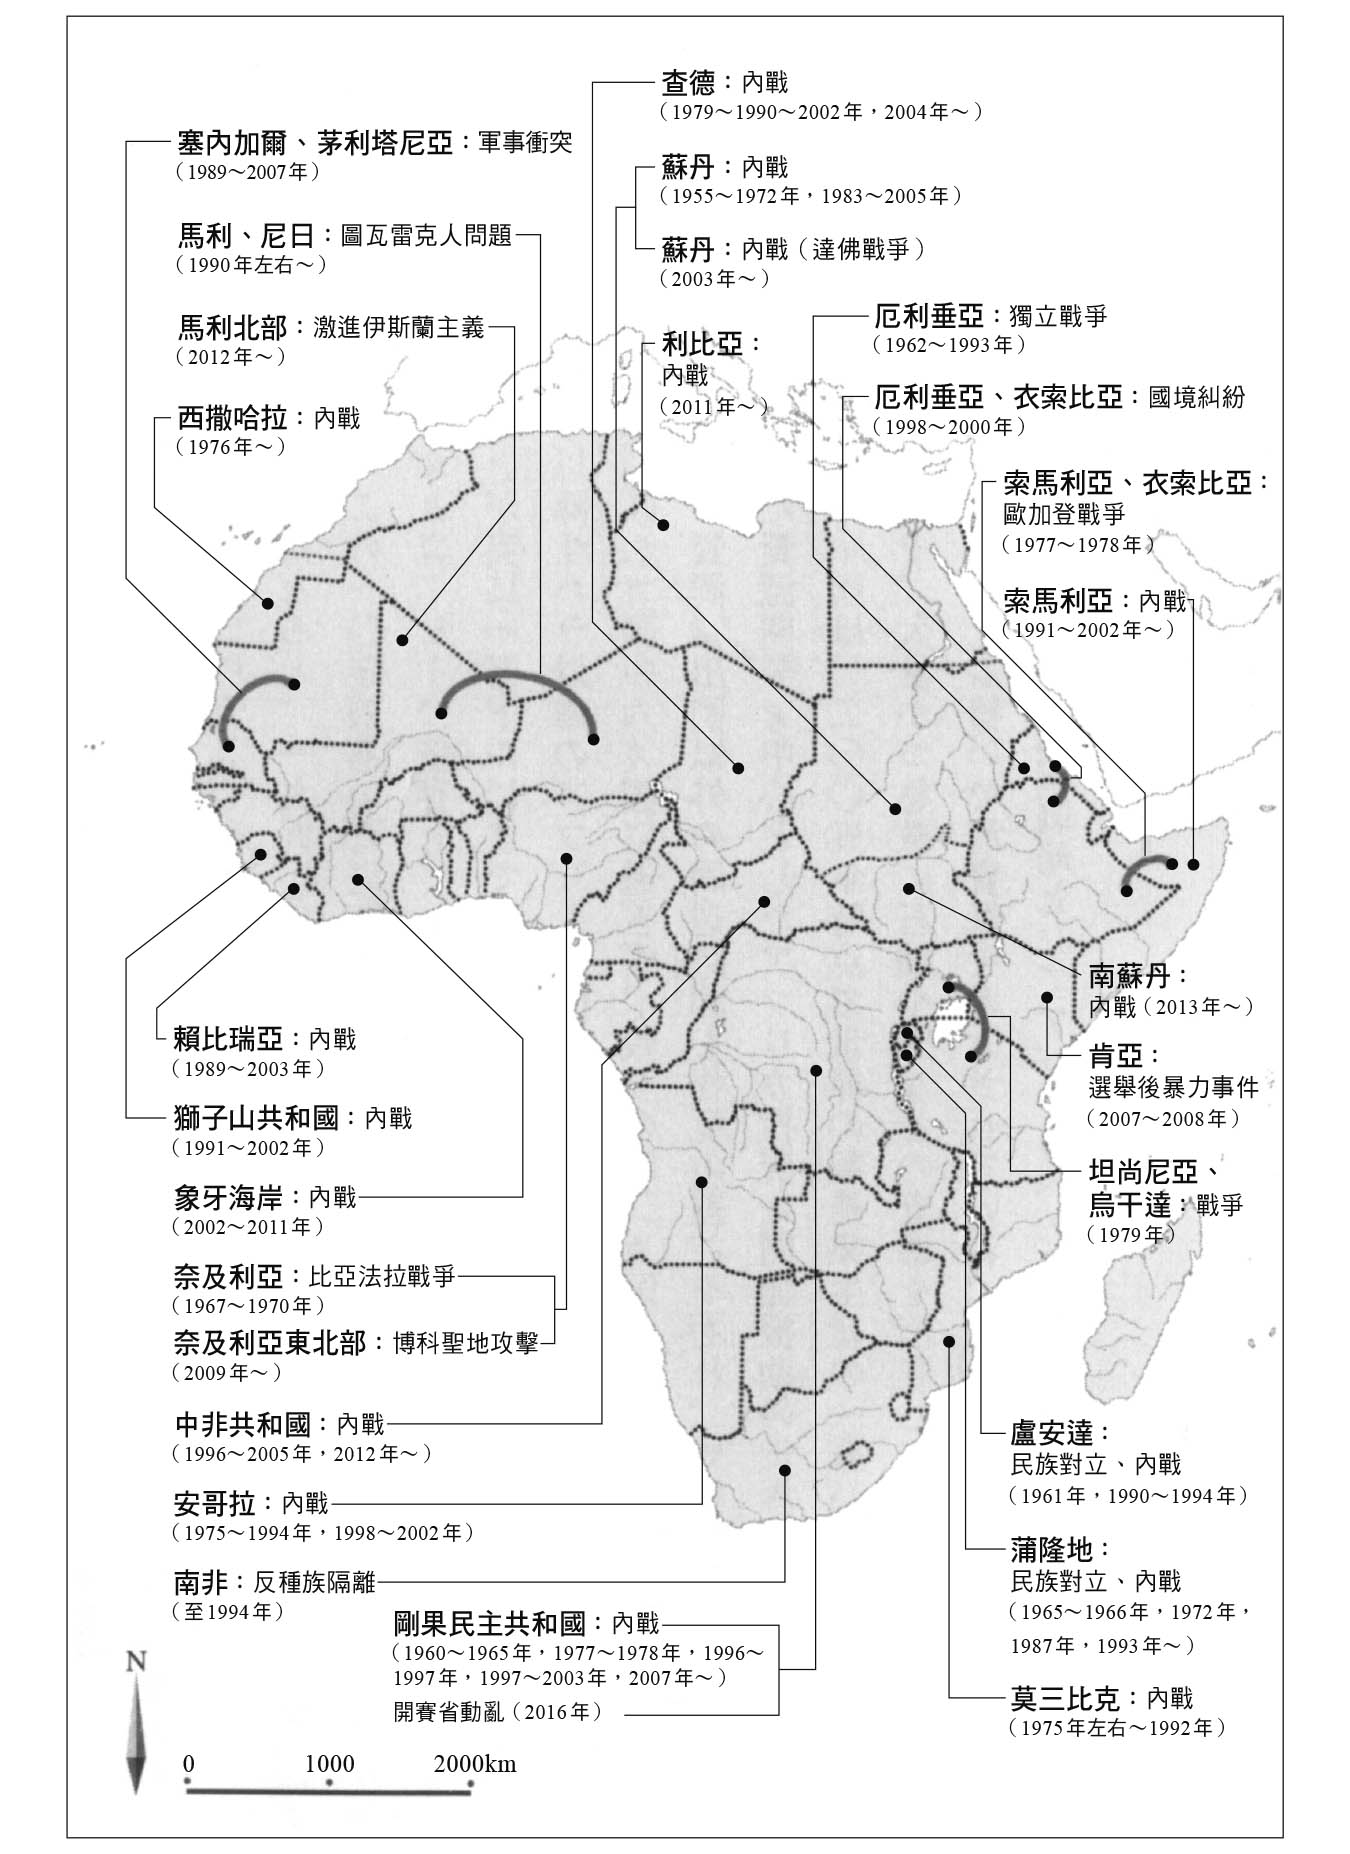 查德：內戰
（1979～1990～2002年，2004年～）
塞內加爾、茅利塔尼亞：軍事衝突
（1989～2007年）
蘇丹：內戰
（1955～1972年，1983～2005年）
馬利、尼日：圖瓦雷克人問題
（1990年左右～）
蘇丹：內戰（達佛戰爭）
（2003年～）
馬利北部：激進伊斯蘭主義
（2012年～）
厄利垂亞：獨立戰爭
（1962～1993年）
利比亞：
內戰
（2011年～）
厄利垂亞、衣索比亞：國境糾紛
（1998～2000年）
西撒哈拉：內戰
（1976年～）
索馬利亞、衣索比亞：
歐加登戰爭
（1977～1978年）
索馬利亞：內戰
（1991～2002年～）
南蘇丹：
內戰（2013年～）
肯亞：
選舉後暴力事件
（2007～2008年）
坦尚尼亞、
烏干達：戰爭
（1979年）
賴比瑞亞：內戰
（1989～2003年）
獅子山共和國：內戰
（1991～2002年）
象牙海岸：內戰
（2002～2011年）
奈及利亞：比亞法拉戰爭
（1967～1970年）
奈及利亞東北部：博科聖地攻擊
（2009年～）
中非共和國：內戰
（1996～2005年，2012年～）
安哥拉：內戰
（1975～1994年，1998～2002年）
南非：反種族隔離
（至1994年）
剛果民主共和國：內戰
（1960～1965年，1977～1978年，1996～
1997年，1997～2003年，2007年～）
開賽省動亂（2016年）
盧安達：
民族對立、內戰
（1961年，1990～1994年）
蒲隆地：
民族對立、內戰
（1965～1966年，1972年，
1987年，1993年～）
莫三比克：內戰
（1975年左右～1992年）
N
0 1000 2000km